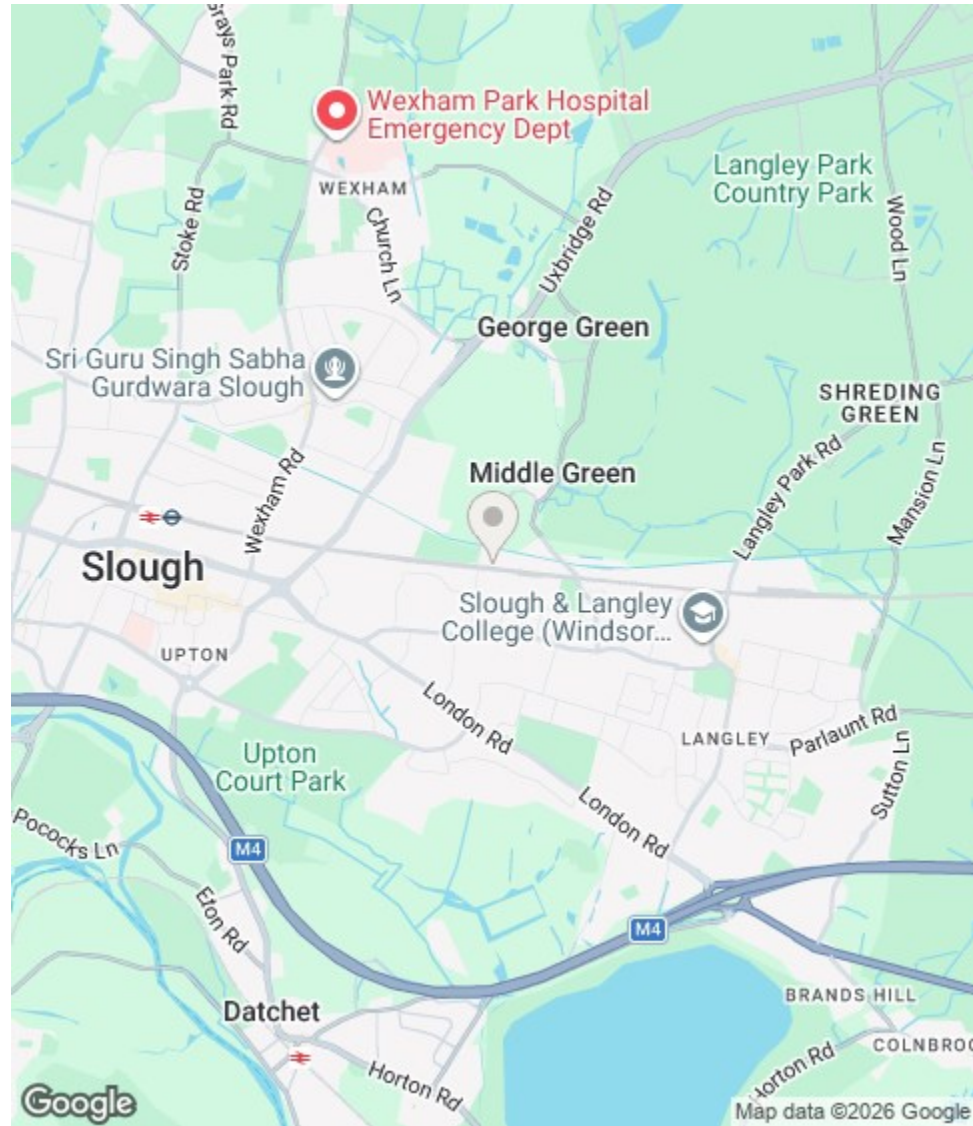 Grays Park Rd
Wexham Park Hospital
Emergency Dept
WEXHAM
Langley Park
Country Park
Stoke Rd
Church Ln
Uxbridge Rd
Wood Ln
George Green
Sri Guru Singh Sabha
Gurdwara Slough
SHREDING
GREEN
Middle Green
Wexham Rd
Langley Park Rd
Mansion Ln
Slough
Slough & Langley
College (Windsor...
UPTON
London Rd
LANGLEY
Parlaunt Rd
Upton
Court Park
Sutton Ln
London Rd
Pococks Ln
M4
Eton Rd
M4
BRANDS HILL
Datchet
COLNBROO
Horton Rd
Horton Rd
Google
Map data ©2026 Google